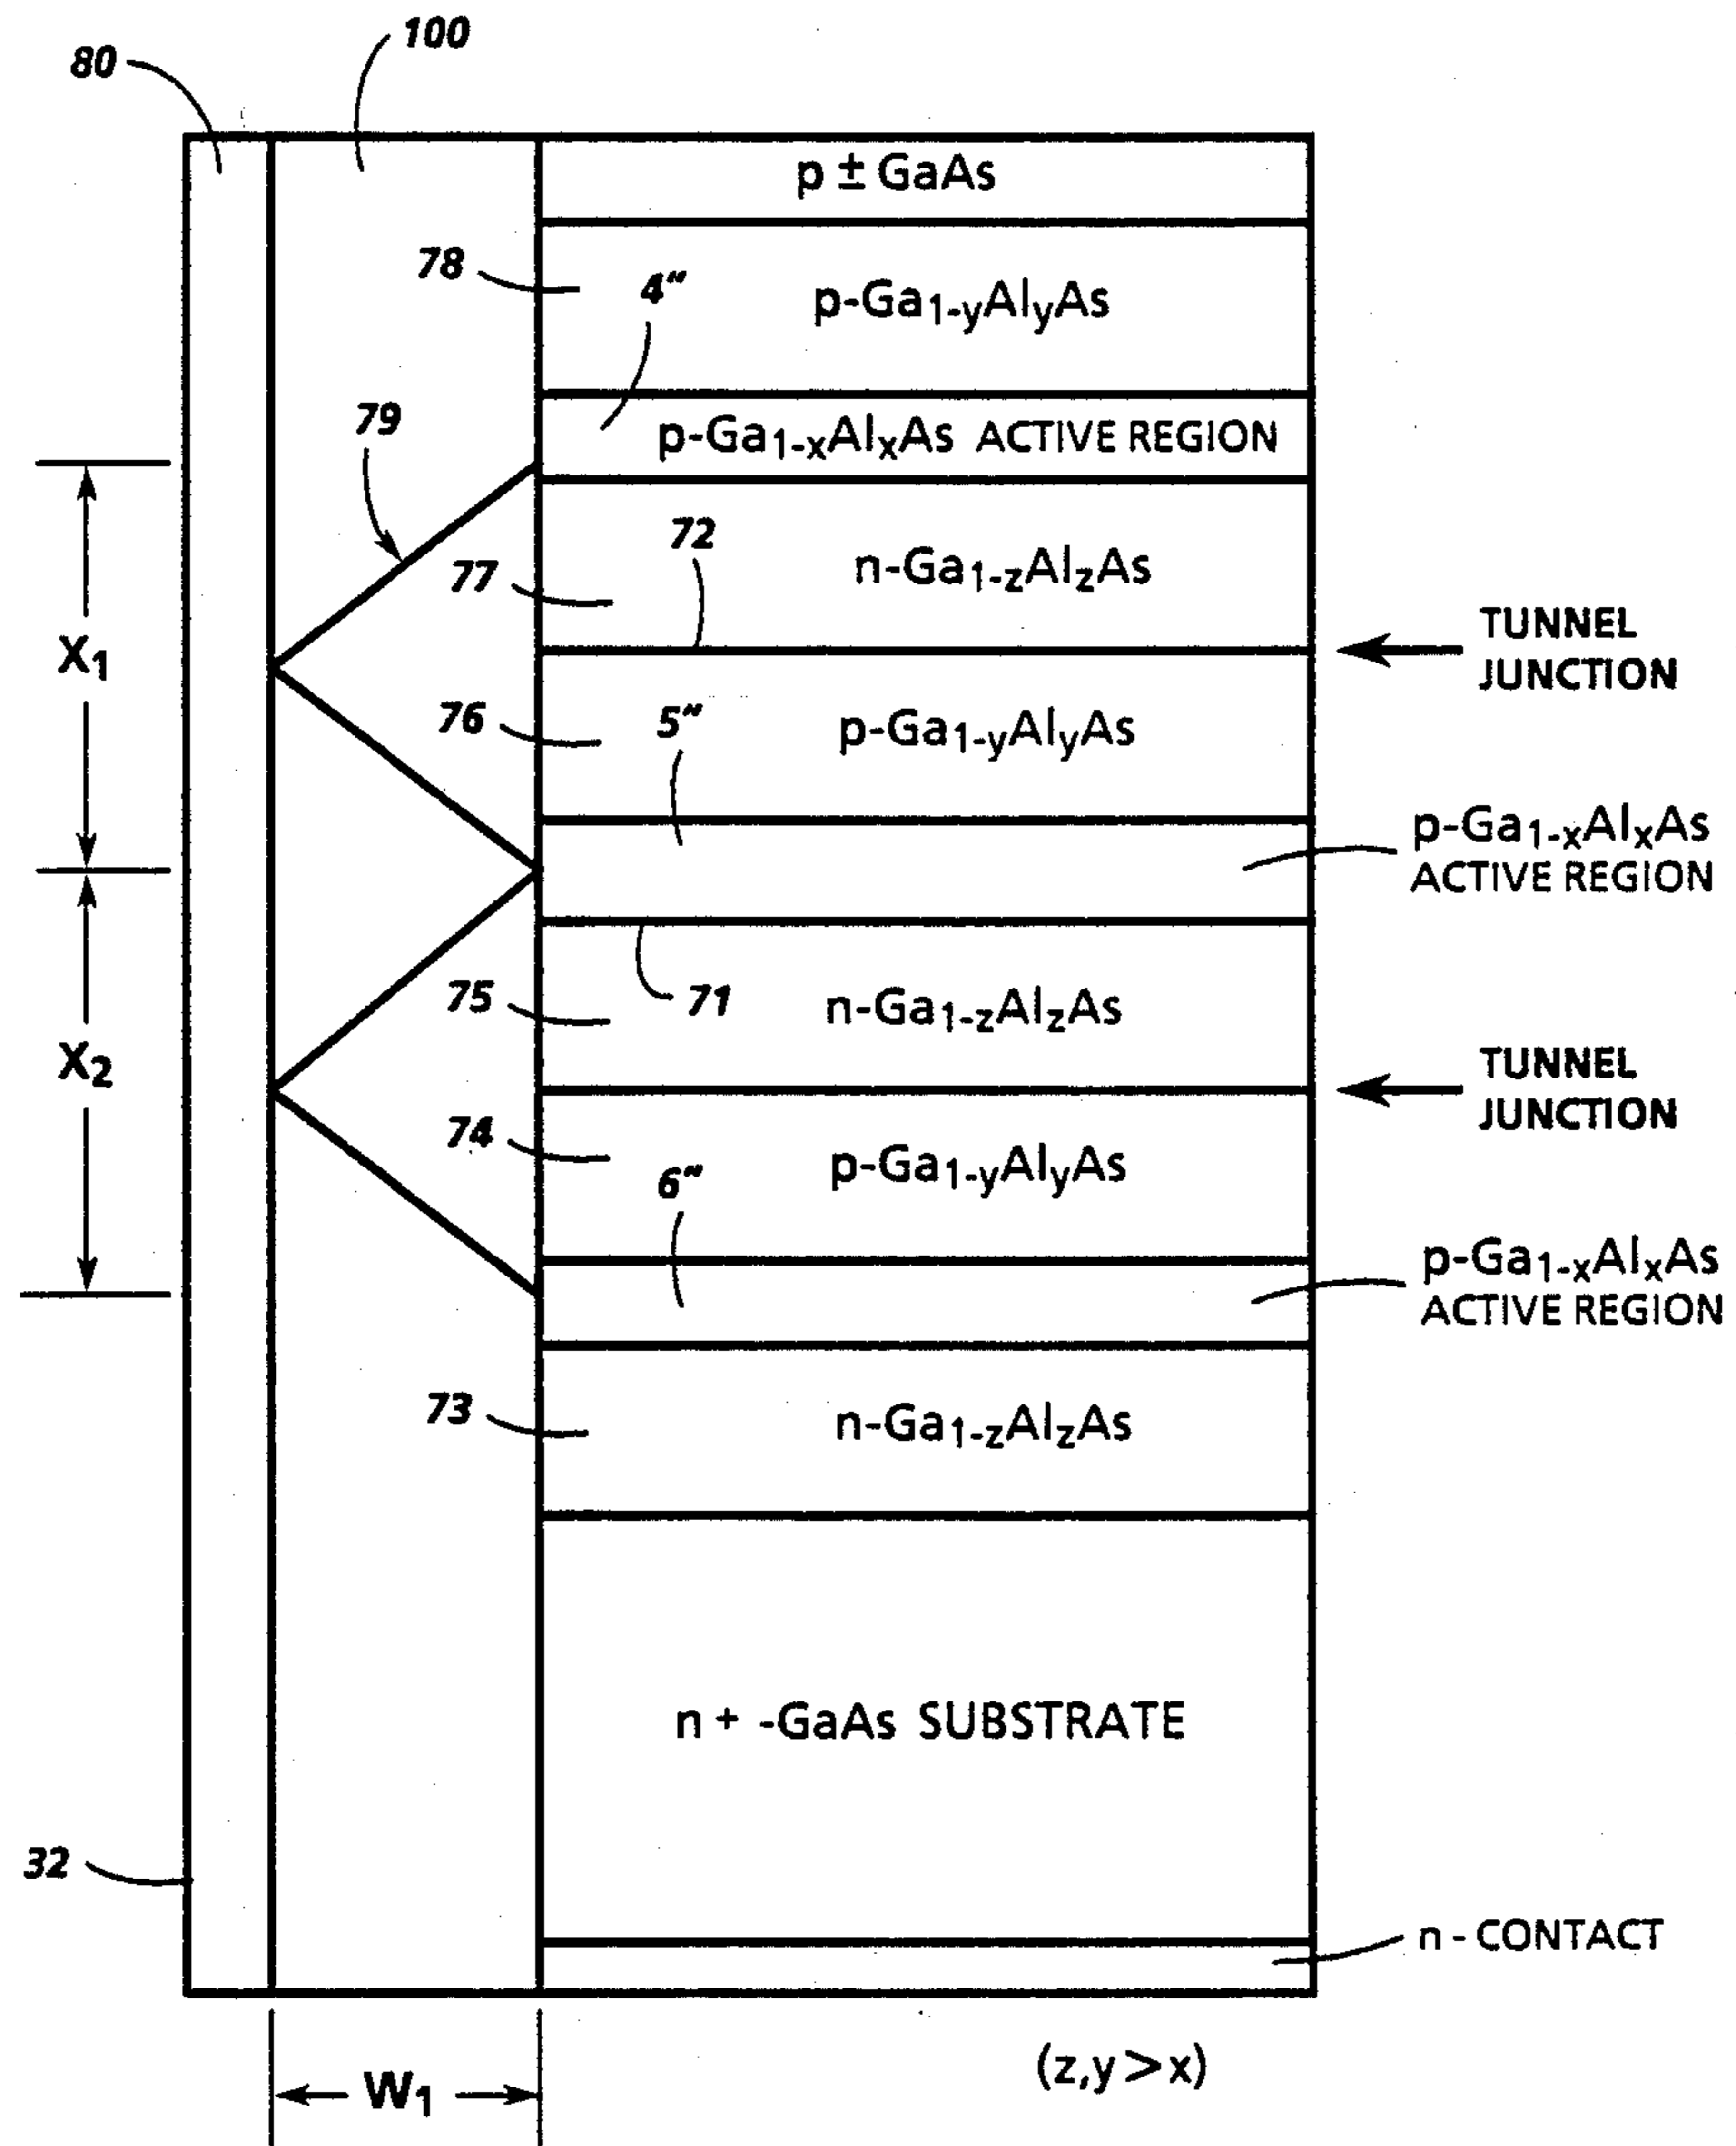 100
80
p ± GaAs
78
4"
p-Ga1-yAlyAs
79
p-Ga1-xAlxAs ACTIVE REGION
72
77
n-Ga1-zAlzAs
TUNNEL
JUNCTION
X1
76
5"
p-Ga1-yAlyAs
p-Ga1-xAlxAs
ACTIVE REGION
75
71
n-Ga1-zAlzAs
X2
TUNNEL
JUNCTION
74
6"
p-Ga1-yAlyAs
p-Ga1-xAlxAs
ACTIVE REGION
73
n-Ga1-zAlzAs
n + -GaAs SUBSTRATE
32
n - CONTACT
W1
(z,y>x)